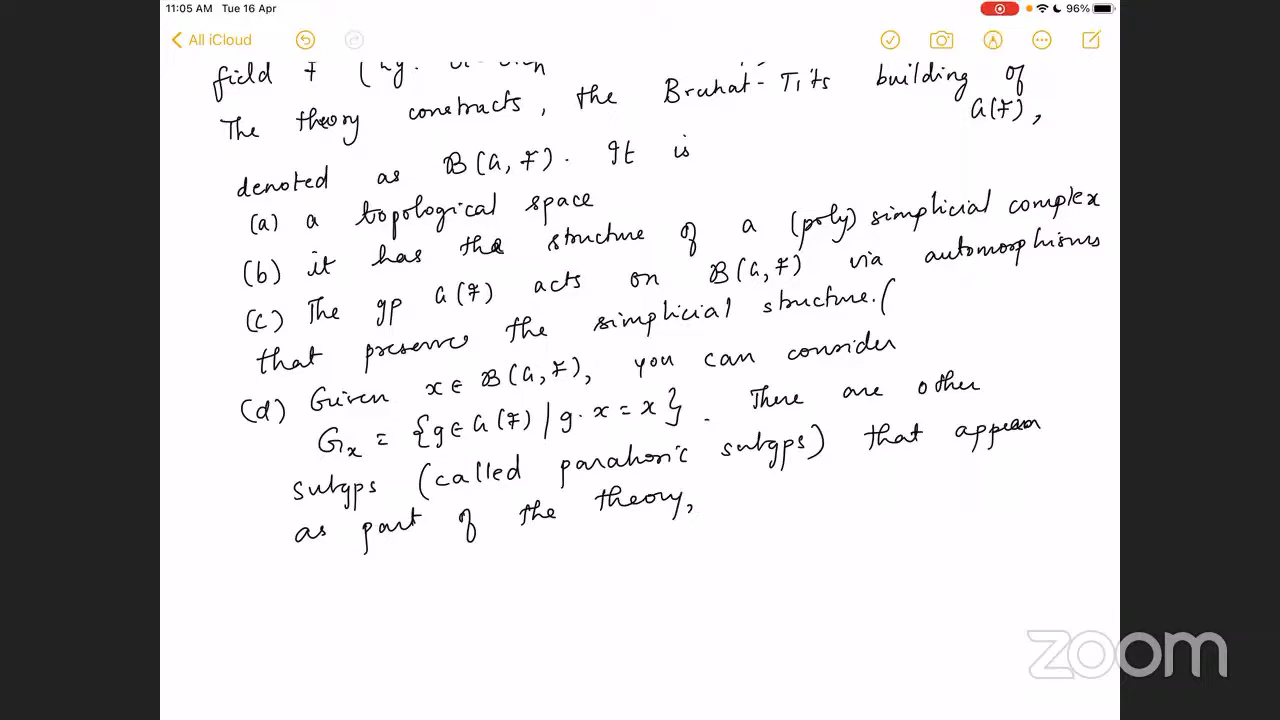 11:05 AM Tue 16 Apr
96%
All iCloud
field F
The theory constructs, the Bruhat-Tits building of
G(F),
denoted as B(G, F). It is
(a) a topological space
(b) it has the structure of a (poly) simplicial complex
(c) The gp G(F) acts on B(G, F) via automorphisms
that preserve the simplicial structure. (
(d) Given x ∈ B(G, F), you can consider
G_x = {g ∈ G(F) | g · x = x}. There are other
subgps (called parahoric subgps) that appear
as part of the theory,
zoom